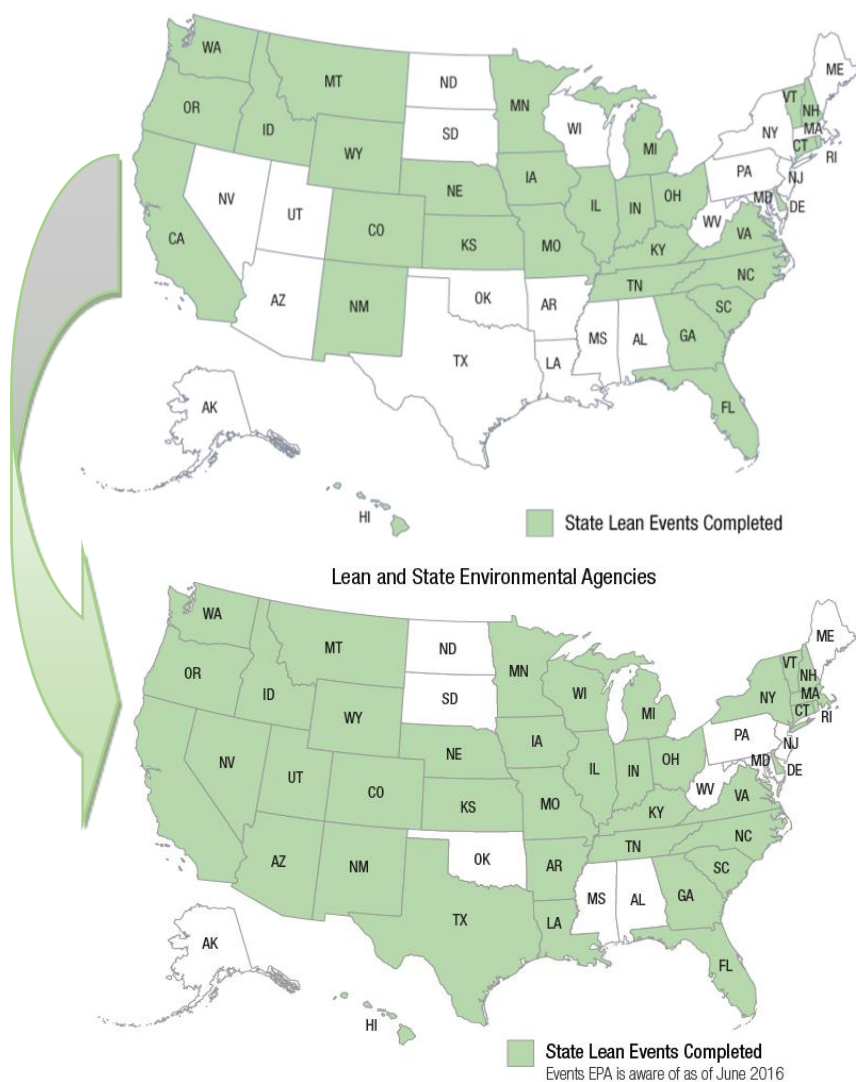 WA
MT
ND
MN
ME
VT
NH
OR
ID
SD
WI
NY
MA
WY
MI
CT
RI
PA
NJ
NE
IA
OH
MD
DE
NV
UT
CO
IL
IN
WV
VA
CA
KS
MO
KY
NC
TN
AZ
NM
OK
AR
SC
MS
AL
GA
TX
LA
AK
FL
HI
State Lean Events Completed
Lean and State Environmental Agencies
WA
MT
ND
MN
ME
VT
NH
OR
ID
SD
WI
NY
MA
WY
MI
CT
RI
PA
NJ
NE
IA
OH
MD
DE
NV
UT
CO
IL
IN
WV
VA
KS
MO
KY
NC
TN
AZ
NM
OK
AR
SC
MS
AL
GA
TX
LA
AK
FL
HI
State Lean Events Completed
Events EPA is aware of as of June 2016